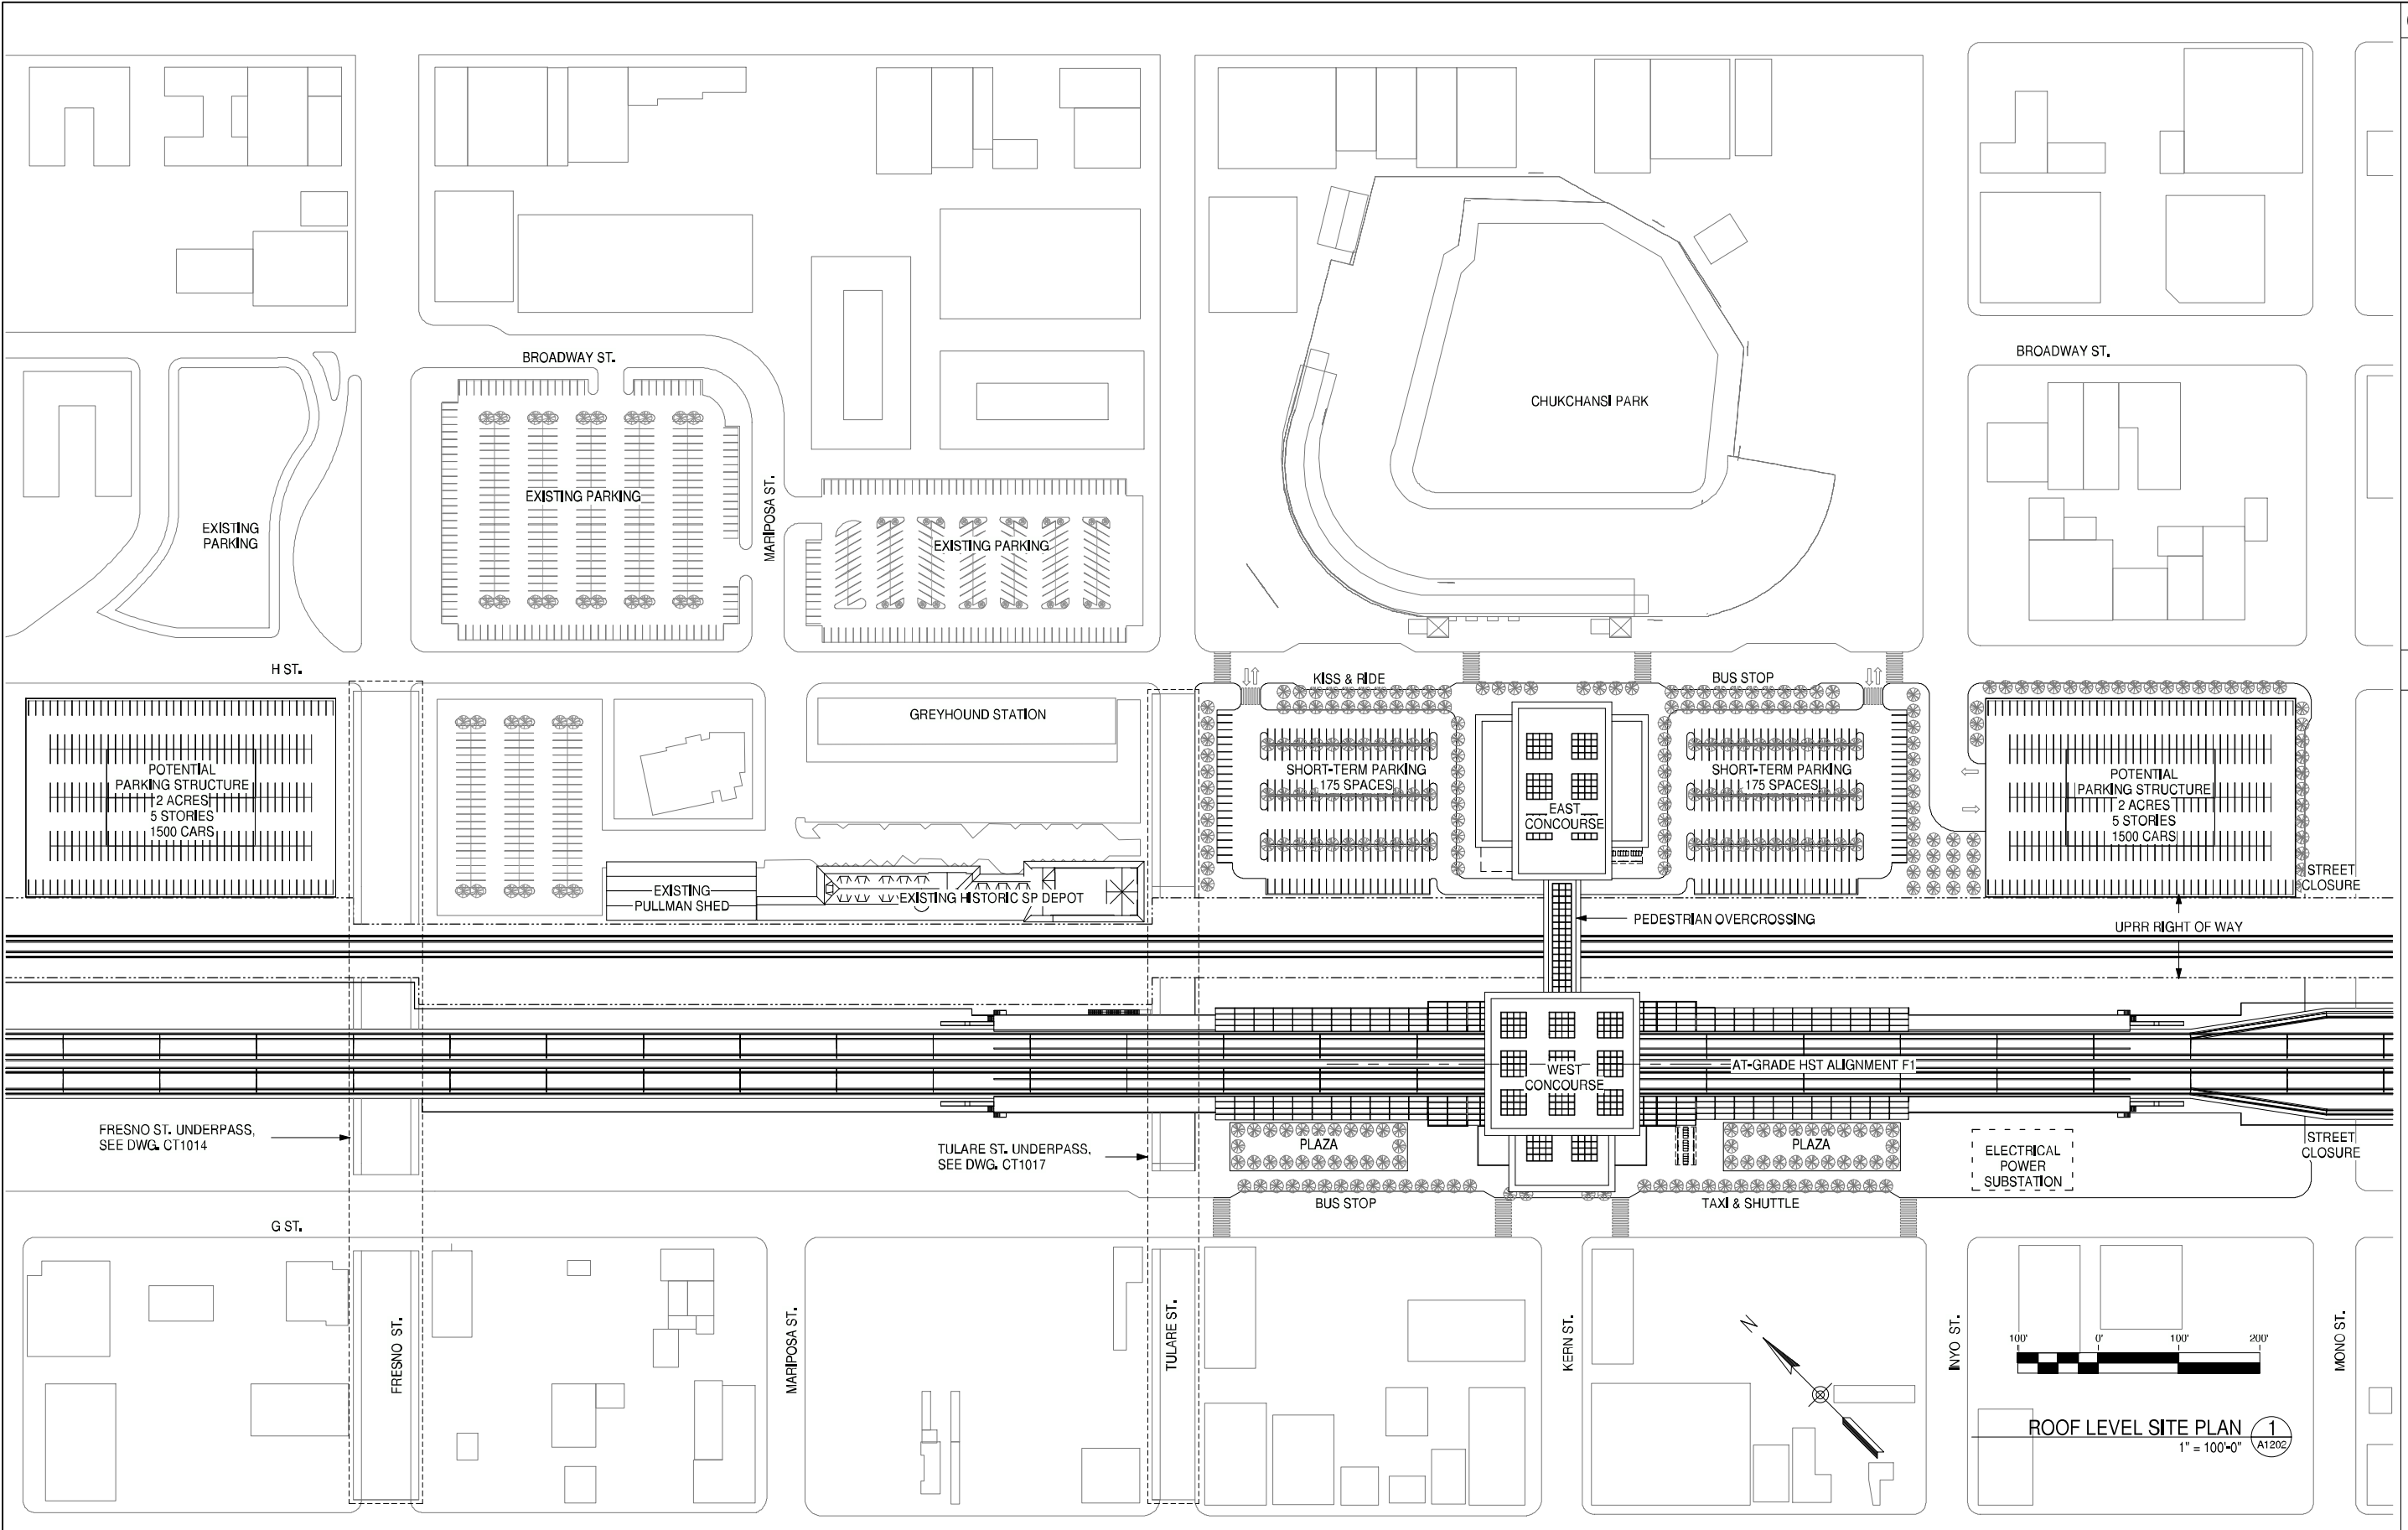 BROADWAY ST.
BROADWAY ST.
CHUKCHANSI PARK
EXISTING PARKING
MARIPOSA ST.
EXISTING
PARKING
EXISTING PARKING
H ST.
KISS & RIDE
BUS STOP
GREYHOUND STATION
POTENTIAL
PARKING STRUCTURE
2 ACRES
5 STORIES
1500 CARS
SHORT-TERM PARKING
175 SPACES
EAST
CONCOURSE
SHORT-TERM PARKING
175 SPACES
POTENTIAL
PARKING STRUCTURE
2 ACRES
5 STORIES
1500 CARS
STREET
CLOSURE
EXISTING
PULLMAN SHED
EXISTING HISTORIC SP DEPOT
PEDESTRIAN OVERCROSSING
UPRR RIGHT OF WAY
AT-GRADE HST ALIGNMENT F1
WEST
CONCOURSE
FRESNO ST. UNDERPASS,
SEE DWG. CT1014
TULARE ST. UNDERPASS,
SEE DWG. CT1017
PLAZA
PLAZA
ELECTRICAL
POWER
SUBSTATION
STREET
CLOSURE
BUS STOP
TAXI & SHUTTLE
G ST.
FRESNO ST.
MARIPOSA ST.
TULARE ST.
KERN ST.
N
INYO ST.
100' 0' 100' 200'
MONO ST.
ROOF LEVEL SITE PLAN
1" = 100'-0"
1
A1202